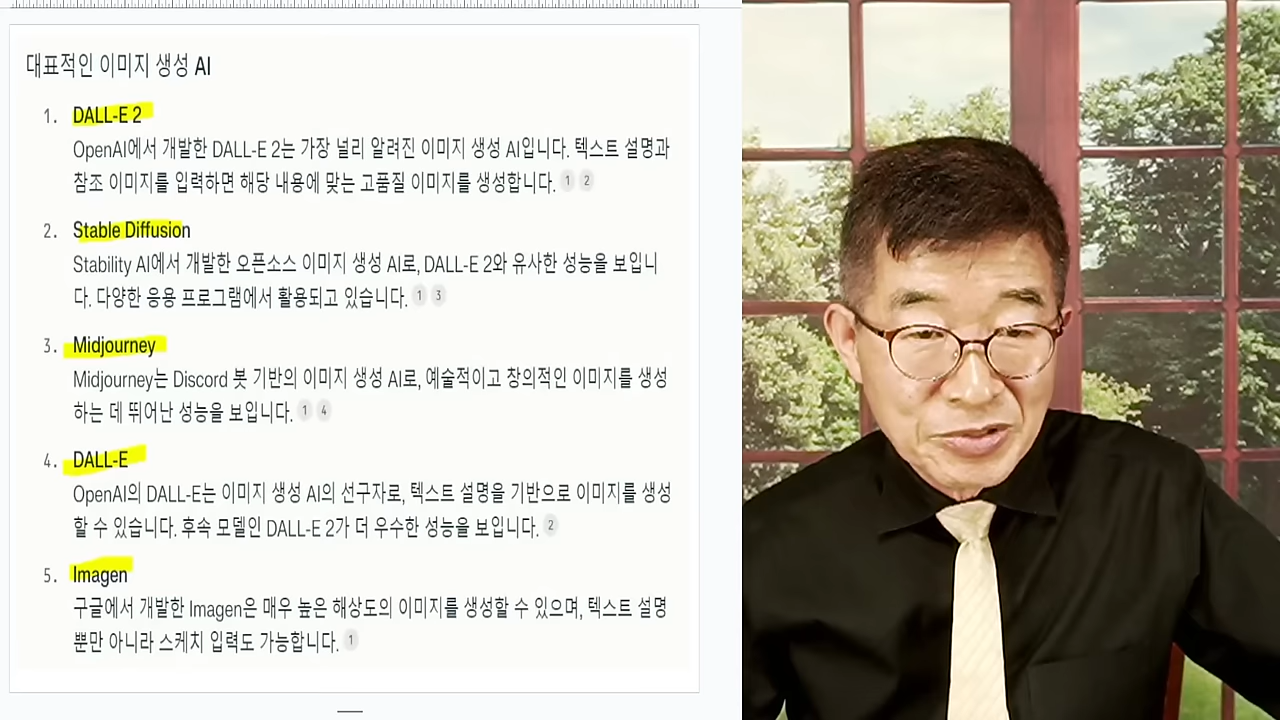 대표적인 이미지 생성 AI
1. DALL-E 2
OpenAI에서 개발한 DALL-E 2는 가장 널리 알려진 이미지 생성 AI입니다. 텍스트 설명과
참조 이미지를 입력하면 해당 내용에 맞는 고품질 이미지를 생성합니다. 1 2
2. Stable Diffusion
Stability AI에서 개발한 오픈소스 이미지 생성 AI로, DALL-E 2와 유사한 성능을 보입니
다. 다양한 응용 프로그램에서 활용되고 있습니다. 1 3
3. Midjourney
Midjourney는 Discord 봇 기반의 이미지 생성 AI로, 예술적이고 창의적인 이미지를 생성
하는 데 뛰어난 성능을 보입니다. 1 4
4. DALL-E
OpenAI의 DALL-E는 이미지 생성 AI의 선구자로, 텍스트 설명을 기반으로 이미지를 생성
할 수 있습니다. 후속 모델인 DALL-E 2가 더 우수한 성능을 보입니다. 2
5. Imagen
구글에서 개발한 Imagen은 매우 높은 해상도의 이미지를 생성할 수 있으며, 텍스트 설명
뿐만 아니라 스케치 입력도 가능합니다. 1